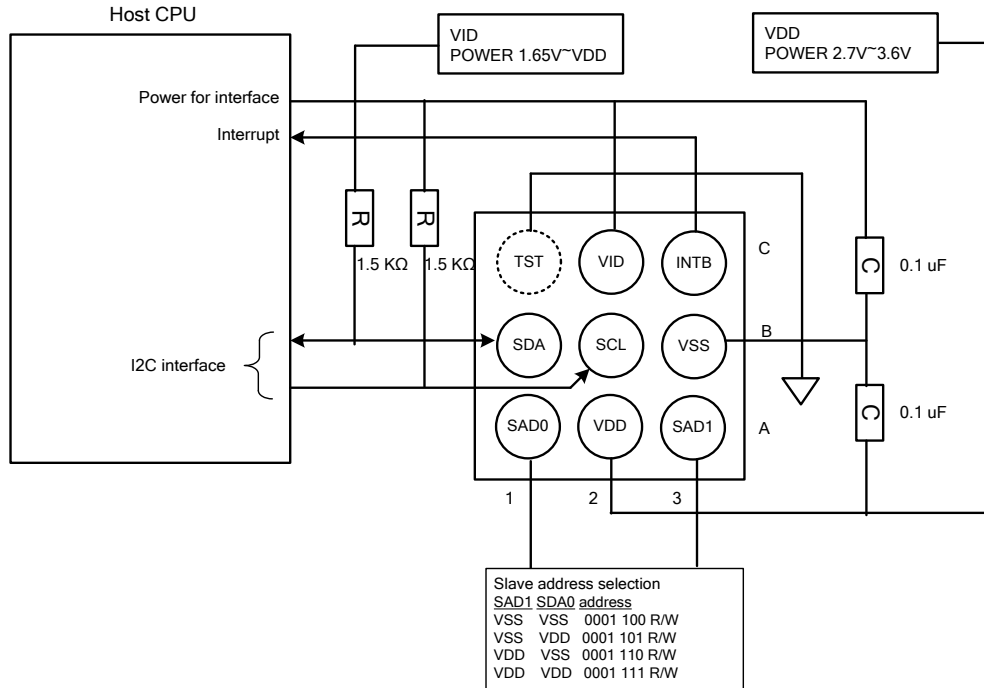 Host CPU
VID
POWER 1.65V~VDD
VDD
POWER 2.7V~3.6V
Power for interface
Interrupt
R
R
1.5 KΩ
1.5 KΩ
TST
VID
INTB
C
C
0.1 uF
SDA
SCL
VSS
B
I2C interface
SAD0
VDD
SAD1
A
C
0.1 uF
1
2
3
Slave address selection
SAD1 SDA0 address
VSS VSS 0001 100 R/W
VSS VDD 0001 101 R/W
VDD VSS 0001 110 R/W
VDD VDD 0001 111 R/W